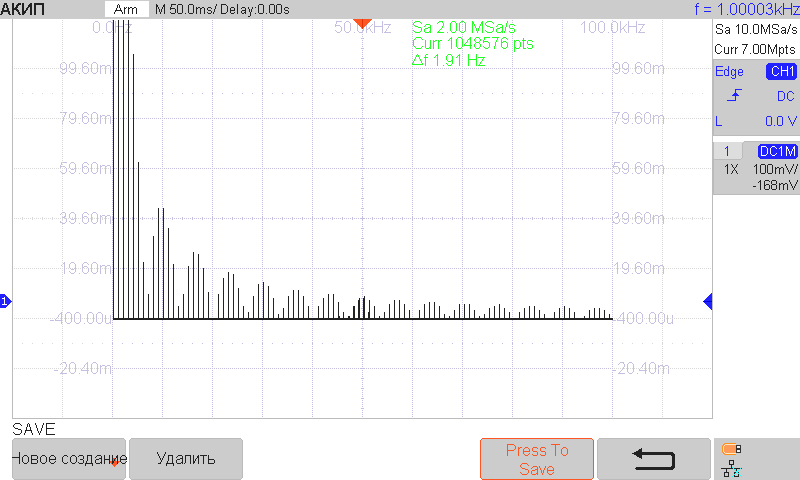 АКИП Arm M 50.0ms/ Delay:0.00s f = 1.00003kHz
0.0Hz 50.0kHz 100.0kHz
Sa 2.00 MSa/s
Curr 1048576 pts
Δf 1.91 Hz
Sa 10.0MSa/s
Curr 7.00Mpts
Edge CH1
DC
L 0.0 V
1 DC1M
1X 100mV/
-168mV
99.60m 99.60m
79.60m 79.60m
59.60m 59.60m
39.60m 39.60m
19.60m 19.60m
1
-400.00u -400.00u
-20.40m -20.40m
SAVE
Новое создание Удалить Press To
Save